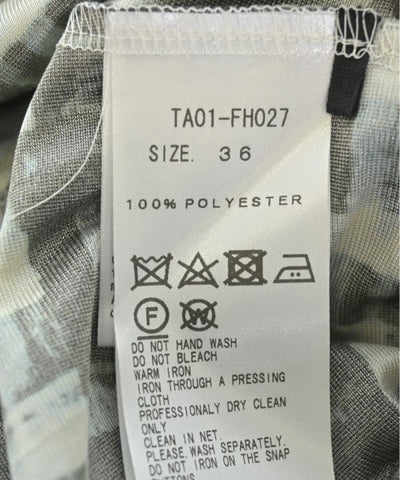 TA01-FH027
SIZE. 36
100% POLYESTER
F W
DO NOT HAND WASH
DO NOT BLEACH
WARM IRON
IRON THROUGH A PRESSING
CLOTH
PROFESSIONALY DRY CLEAN
ONLY
CLEAN IN NET.
PLEASE WASH SEPARATELY.
DO NOT IRON ON THE SNAP
BUTTONS